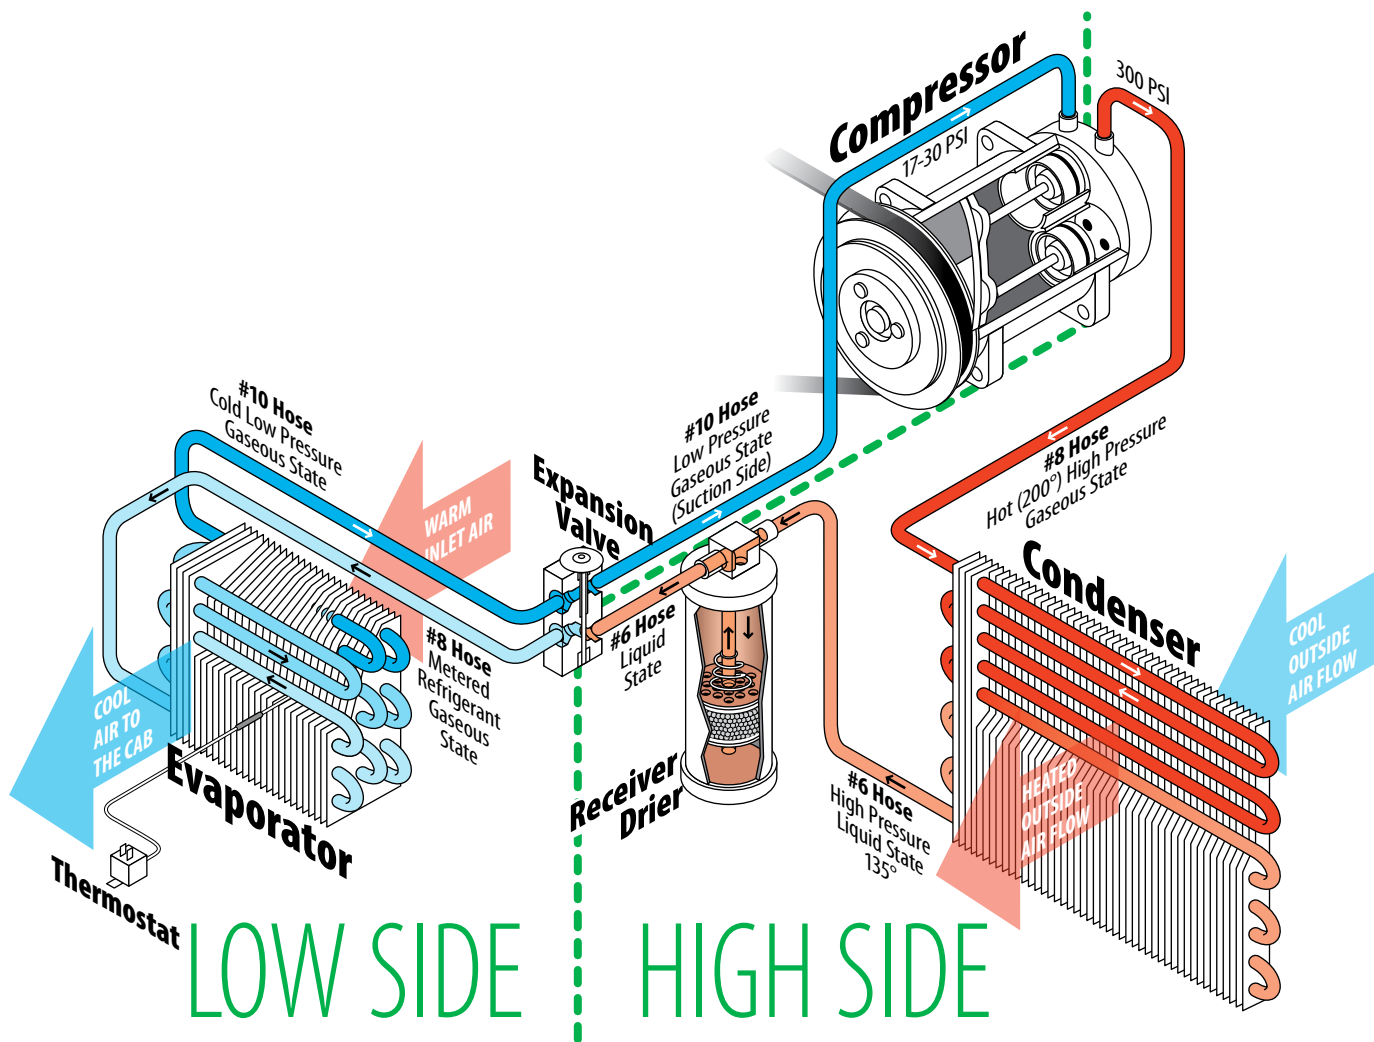 Compressor
300 PSI
17-30 PSI
#10 Hose
Cold Low Pressure
Gaseous State
#10 Hose
Low Pressure
Gaseous State
(Suction Side)
#8 Hose
Hot (200°) High Pressure
Gaseous State
Expansion
Valve
WARM
INLET AIR
Condenser
COOL
OUTSIDE
AIR FLOW
#8 Hose
Metered
Refrigerant
Gaseous
State
#6 Hose
Liquid
State
COOL
AIR TO
THE CAB
Evaporator
Receiver
Drier
#6 Hose
High Pressure
Liquid State
135°
HEATED
OUTSIDE
AIR FLOW
Thermostat
LOW SIDE
HIGH SIDE